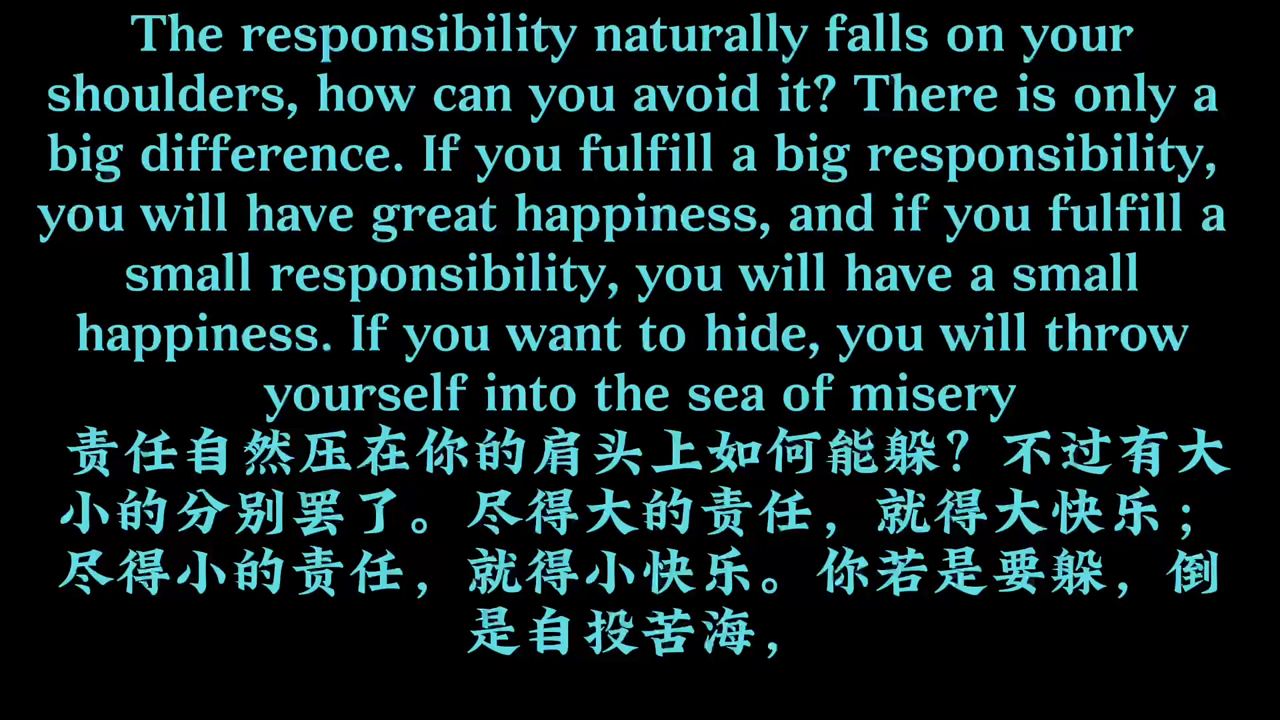 The responsibility naturally falls on your
shoulders, how can you avoid it? There is only a
big difference. If you fulfill a big responsibility,
you will have great happiness, and if you fulfill a
small responsibility, you will have a small
happiness. If you want to hide, you will throw
yourself into the sea of misery
责任自然压在你的肩头上如何能躲？不过有大
小的分别罢了。尽得大的责任，就得大快乐；
尽得小的责任，就得小快乐。你若是要躲，倒
是自投苦海，